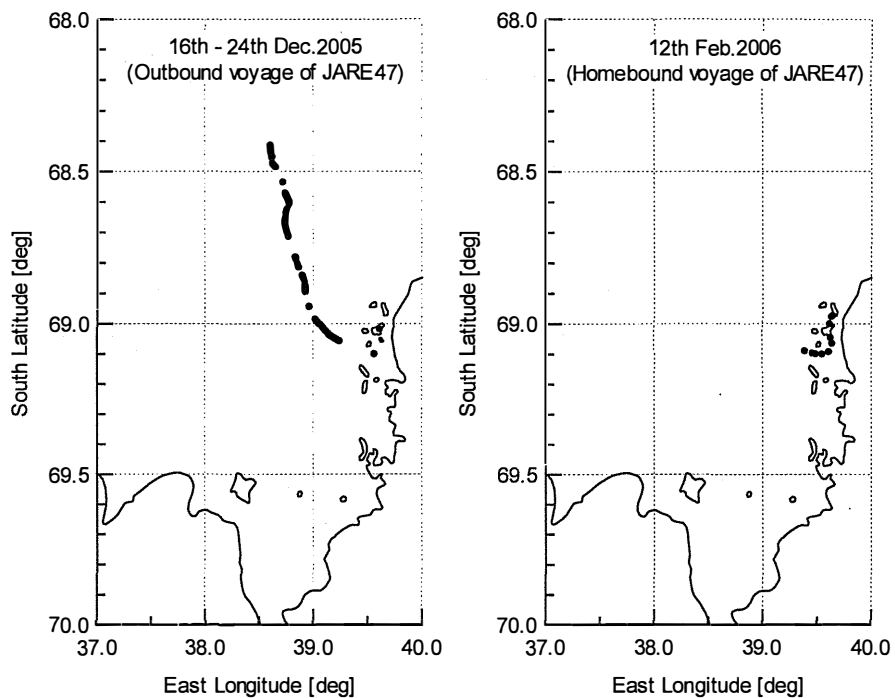 16th - 24th Dec.2005
(Outbound voyage of JARE47)
68.0
68.5
69.0
69.5
70.0
South Latitude [deg]
37.0 38.0 39.0 40.0
East Longitude [deg]
12th Feb.2006
(Homebound voyage of JARE47)
68.0
68.5
69.0
69.5
70.0
South Latitude [deg]
37.0 38.0 39.0 40.0
East Longitude [deg]